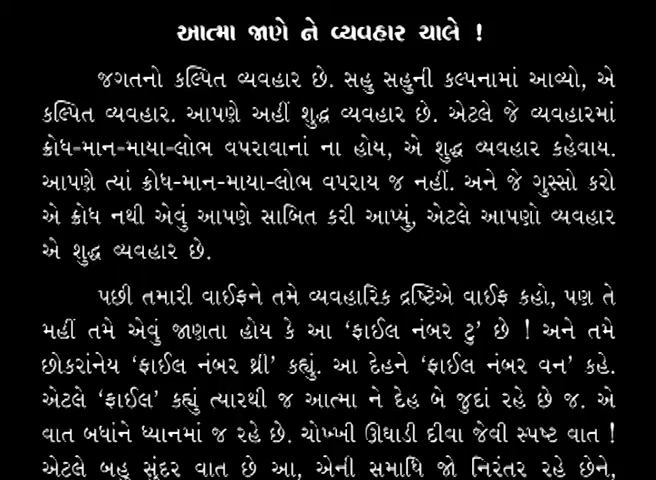 આત્મા જાણે ને વ્યવહાર ચાલે !
જગતનો કલ્પિત વ્યવહાર છે. સહુ સહુની કલ્પનામાં આવ્યો, એ
કલ્પિત વ્યવહાર. આપણે અહીં શુદ્ધ વ્યવહાર છે. એટલે જે વ્યવહારમાં
ક્રોધ-માન-માયા-લોભ વપરાવાનાં ના હોય, એ શુદ્ધ વ્યવહાર કહેવાય.
આપણે ત્યાં ક્રોધ-માન-માયા-લોભ વપરાય જ નહીં. અને જે ગુસ્સો કરો
એ ક્રોધ નથી એવું આપણે સાબિત કરી આપ્યું, એટલે આપણો વ્યવહાર
એ શુદ્ધ વ્યવહાર છે.
પછી તમારી વાઈફને તમે વ્યવહારિક દ્રષ્ટિએ વાઈફ કહો, પણ તે
મહીં તમે એવું જાણતા હોય કે આ ‘ફાઈલ નંબર ટુ’ છે ! અને તમે
છોકરાંનેય ‘ફાઈલ નંબર થ્રી’ કહ્યું. આ દેહને ‘ફાઈલ નંબર વન’ કહે.
એટલે ‘ફાઈલ’ કહ્યું ત્યારથી જ આત્મા ને દેહ બે જુદાં રહે છે જ. એ
વાત બધાંને ધ્યાનમાં જ રહે છે. ચોખ્ખી ઊઘાડી દીવા જેવી સ્પષ્ટ વાત !
એટલે બહુ સુંદર વાત છે આ, એની સમાધિ જો નિરંતર રહે છેને,